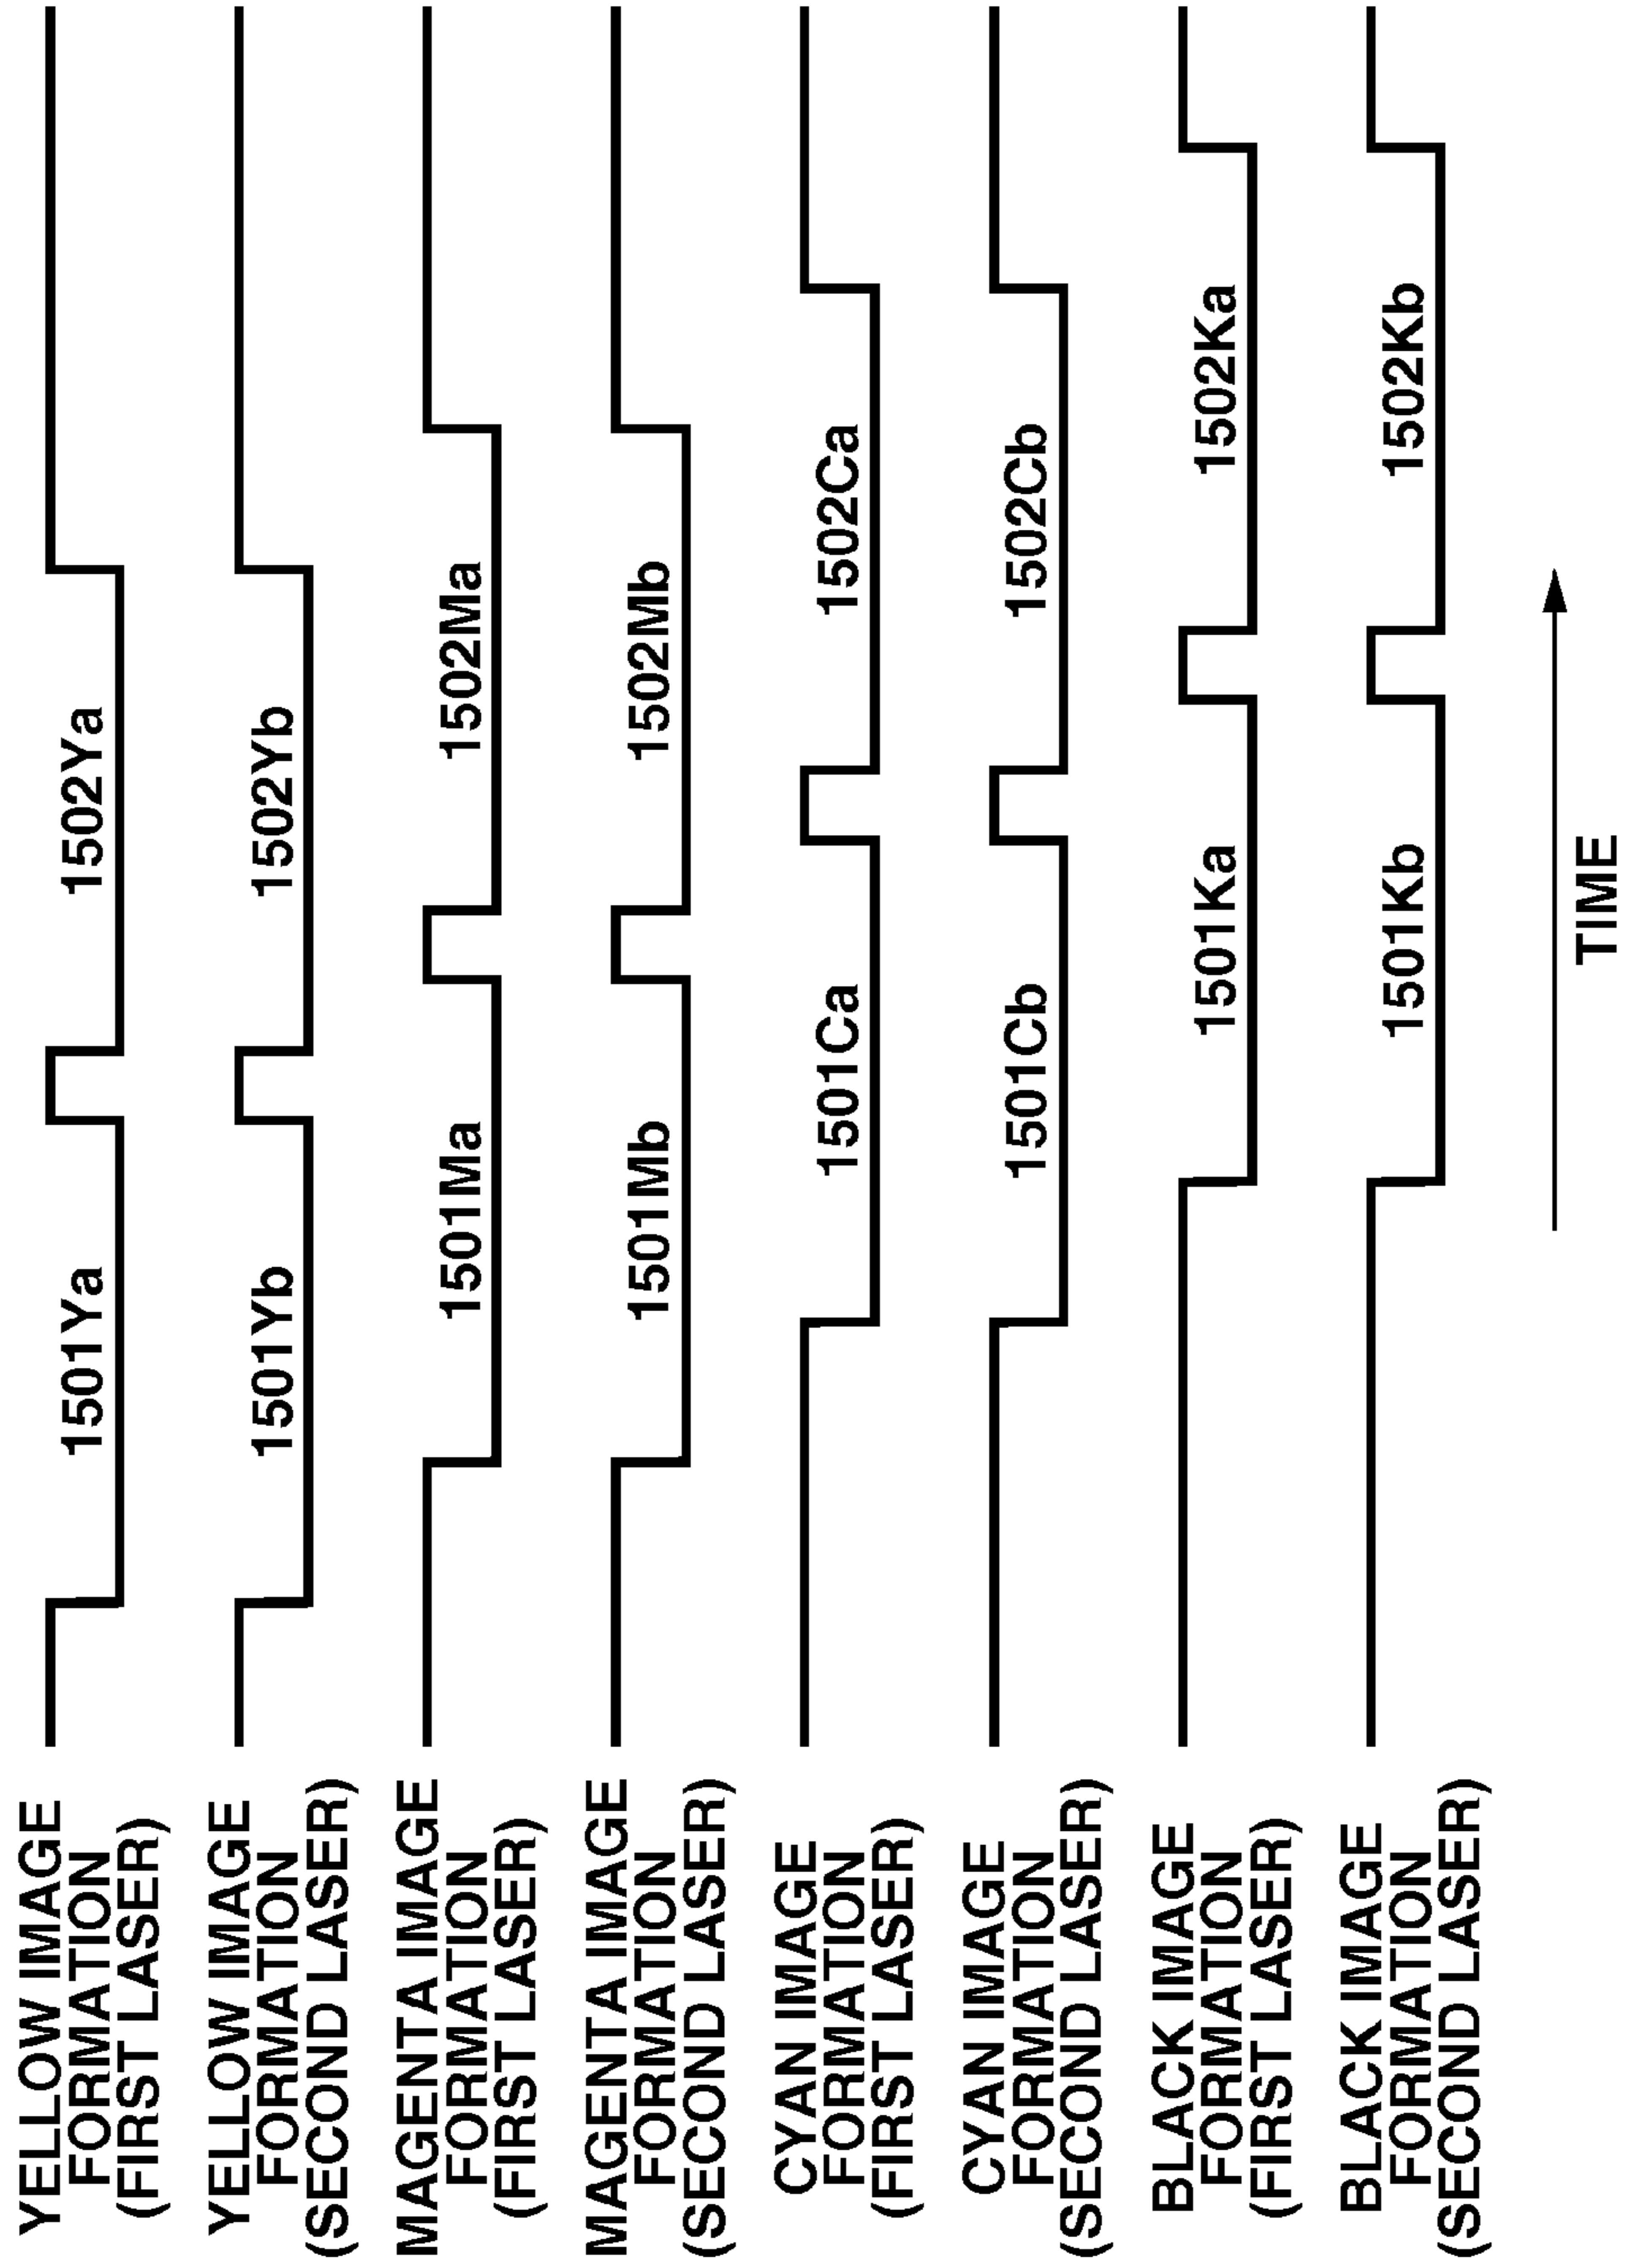 YELLOW IMAGE
FORMATION
(FIRST LASER)
1501Ya
1502Ya
YELLOW IMAGE
FORMATION
(SECOND LASER)
1501Yb
1502Yb
MAGENTA IMAGE
FORMATION
(FIRST LASER)
1501Ma
1502Ma
MAGENTA IMAGE
FORMATION
(SECOND LASER)
1501Mb
1502Mb
CYAN IMAGE
FORMATION
(FIRST LASER)
1501Ca
1502Ca
CYAN IMAGE
FORMATION
(SECOND LASER)
1501Cb
1502Cb
BLACK IMAGE
FORMATION
(FIRST LASER)
1501Ka
1502Ka
BLACK IMAGE
FORMATION
(SECOND LASER)
1501Kb
1502Kb
TIME